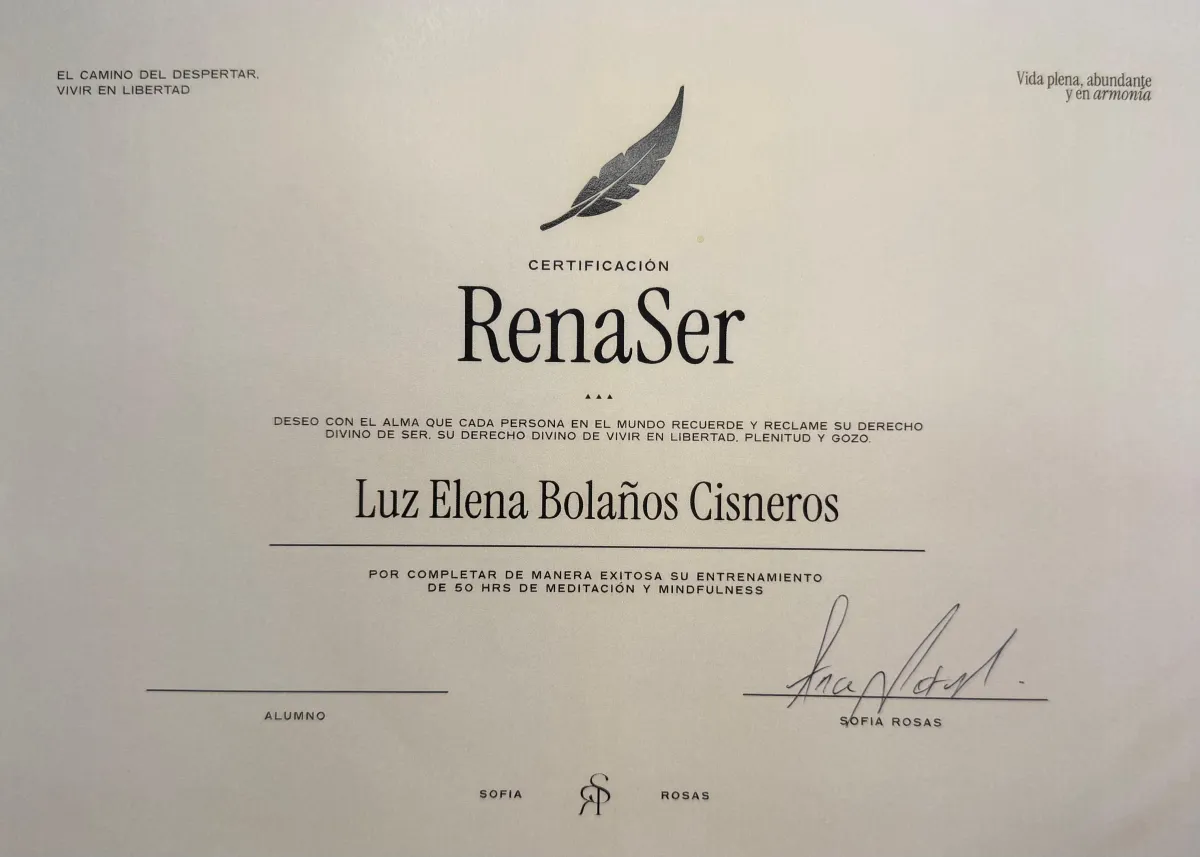 EL CAMINO DEL DESPERTAR,
VIVIR EN LIBERTAD
Vida plena, abundante
y en armonía
CERTIFICACIÓN
RenaSer
DESEO CON EL ALMA QUE CADA PERSONA EN EL MUNDO RECUERDE Y RECLAME SU DERECHO
DIVINO DE SER, SU DERECHO DIVINO DE VIVIR EN LIBERTAD, PLENITUD Y GOZO.
Luz Elena Bolaños Cisneros
POR COMPLETAR DE MANERA EXITOSA SU ENTRENAMIENTO
DE 50 HRS DE MEDITACIÓN Y MINDFULNESS
ALUMNO
SOFIA ROSAS
SOFIA ROSAS